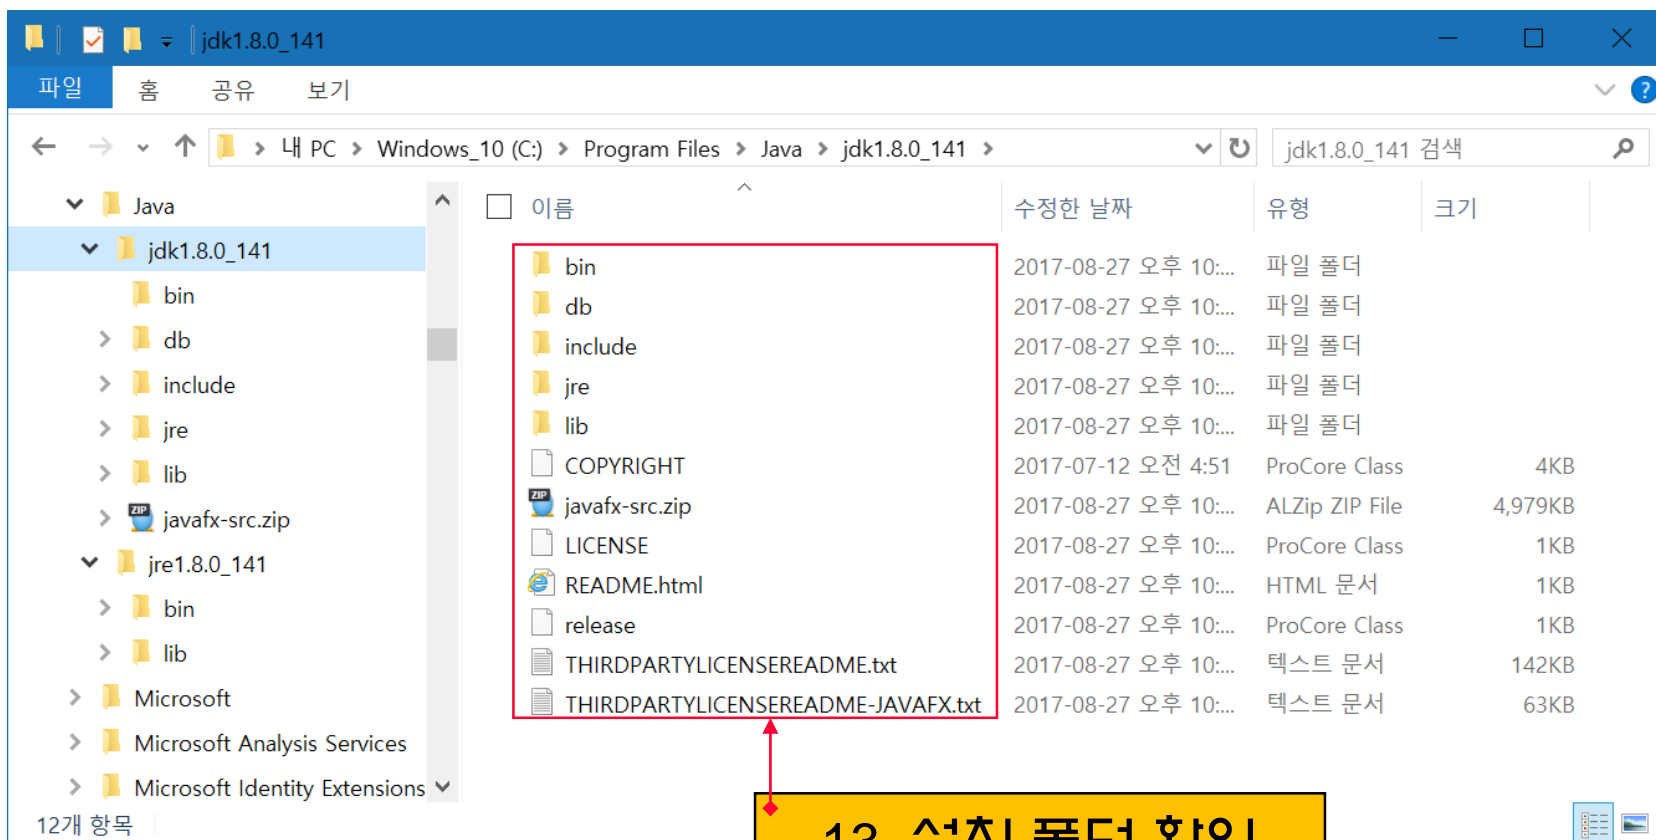 jdk1.8.0_141
파일 홈 공유 보기
내 PC > Windows_10 (C:) > Program Files > Java > jdk1.8.0_141 >
jdk1.8.0_141 검색
Java
jdk1.8.0_141
bin
db
include
jre
lib
javafx-src.zip
jre1.8.0_141
bin
lib
Microsoft
Microsoft Analysis Services
Microsoft Identity Extensions
이름 수정한 날짜 유형 크기
bin 2017-08-27 오후 10:... 파일 폴더
db 2017-08-27 오후 10:... 파일 폴더
include 2017-08-27 오후 10:... 파일 폴더
jre 2017-08-27 오후 10:... 파일 폴더
lib 2017-08-27 오후 10:... 파일 폴더
COPYRIGHT 2017-07-12 오전 4:51 ProCore Class 4KB
javafx-src.zip 2017-08-27 오후 10:... ALZip ZIP File 4,979KB
LICENSE 2017-08-27 오후 10:... ProCore Class 1KB
README.html 2017-08-27 오후 10:... HTML 문서 1KB
release 2017-08-27 오후 10:... ProCore Class 1KB
THIRDPARTYLICENSEREADME.txt 2017-08-27 오후 10:... 텍스트 문서 142KB
THIRDPARTYLICENSEREADME-JAVAFX.txt 2017-08-27 오후 10:... 텍스트 문서 63KB
12개 항목
13 설치 폴더 확인